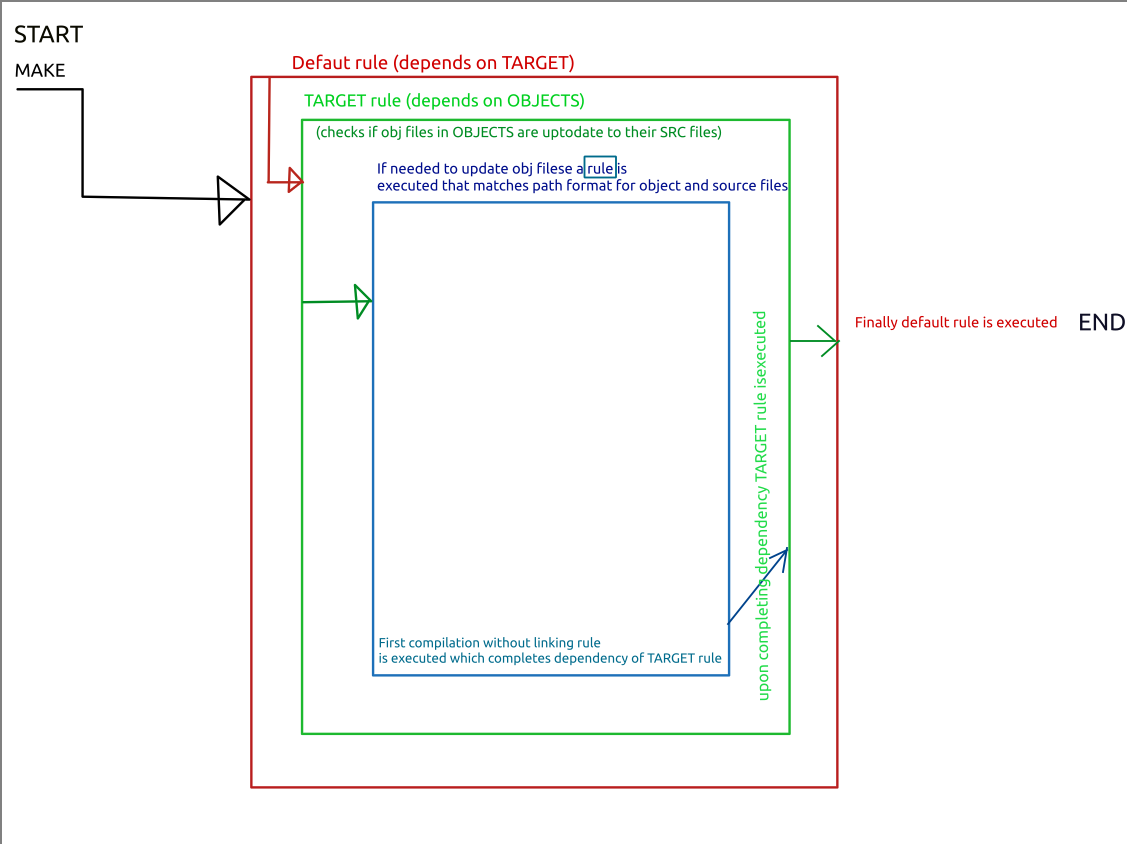 START
MAKE
Defaut rule (depends on TARGET)
TARGET rule (depends on OBJECTS)
(checks if obj files in OBJECTS are uptodate to their SRC files)
If needed to update obj filese a rule is
executed that matches path format for object and source files
First compilation without linking rule
is executed which completes dependency of TARGET rule
upon completing dependency TARGET rule isexecuted
Finally default rule is executed
END